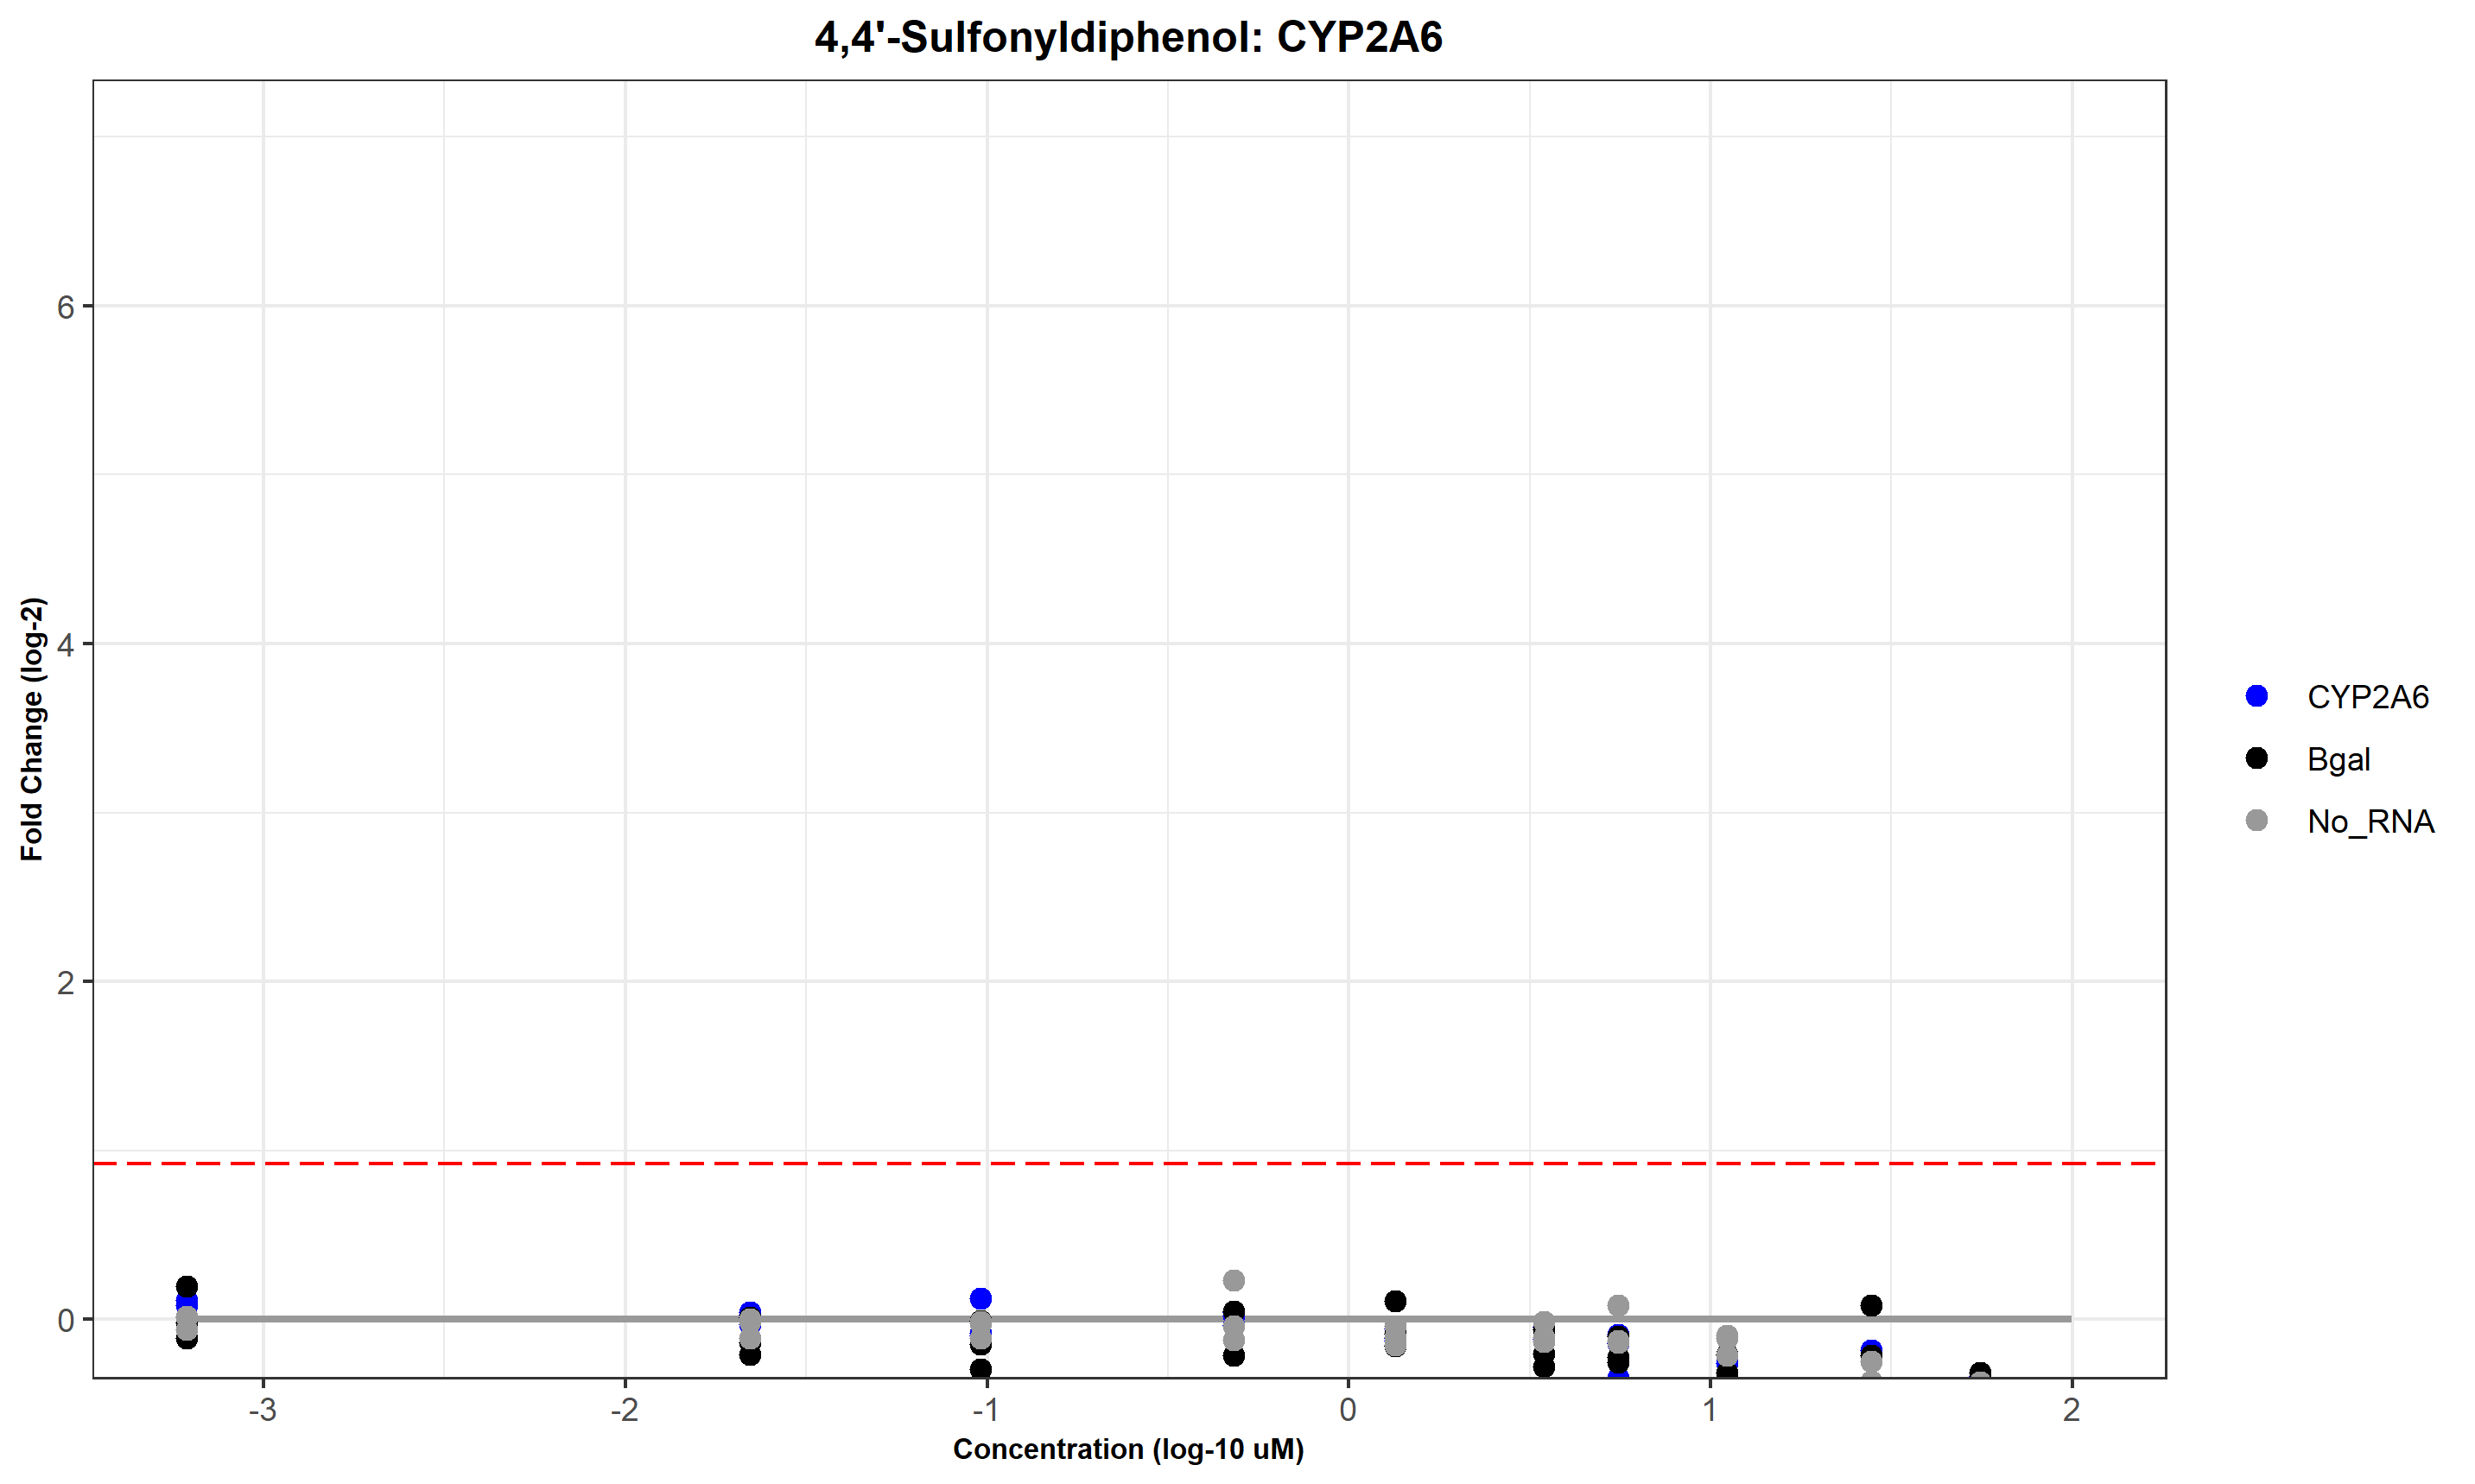 4,4'-Sulfonyldiphenol: CYP2A6
Fold Change (log-2)
6
4
2
0
-3
-2
-1
0
1
2
Concentration (log-10 uM)
CYP2A6
Bgal
No_RNA